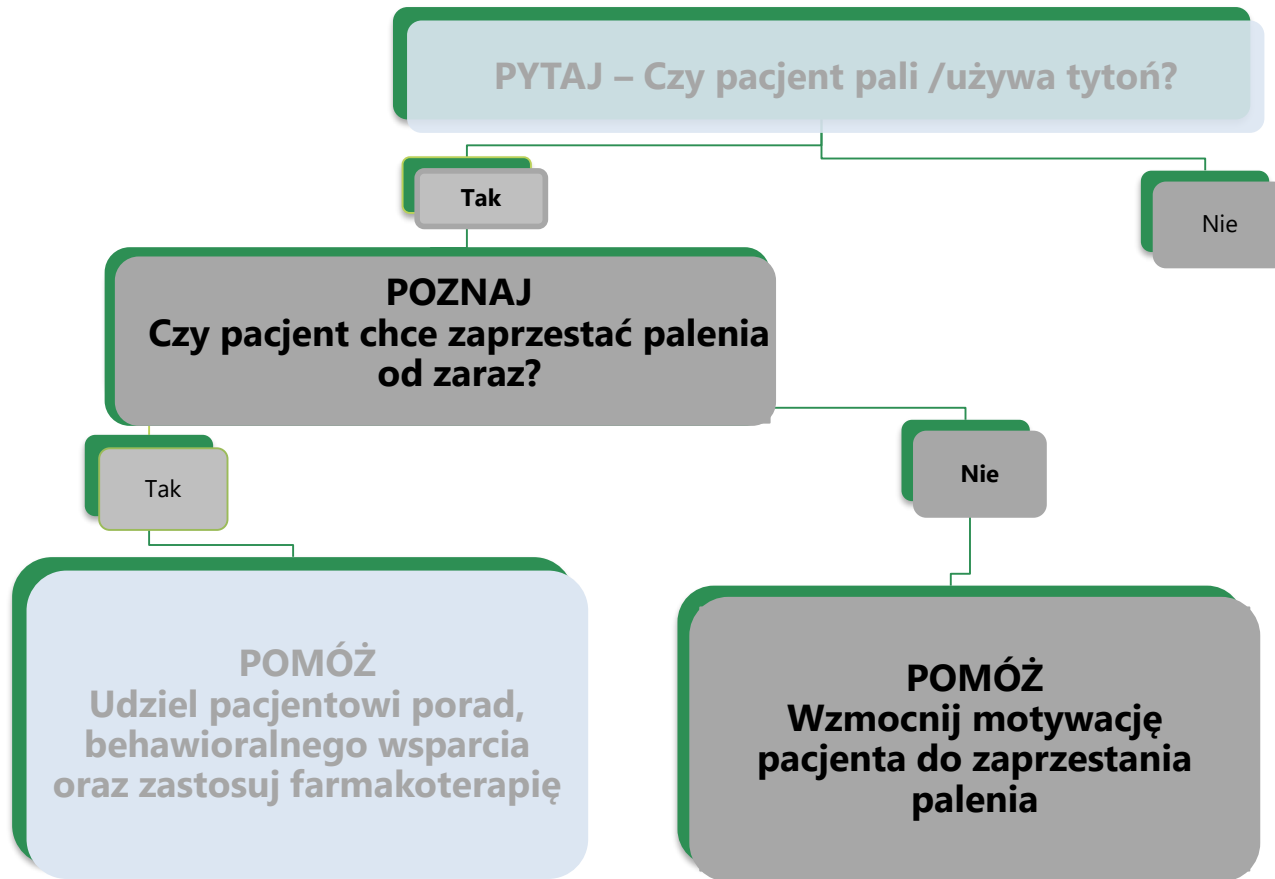 PYTAJ – Czy pacjent pali /używa tytoń?
Tak
Nie
POZNAJ
Czy pacjent chce zaprzestać palenia
od zaraz?
Tak
Nie
POMÓŻ
Udziel pacjentowi porad,
behawioralnego wsparcia
oraz zastosuj farmakoterapię
POMÓŻ
Wzmocnij motywację
pacjenta do zaprzestania
palenia